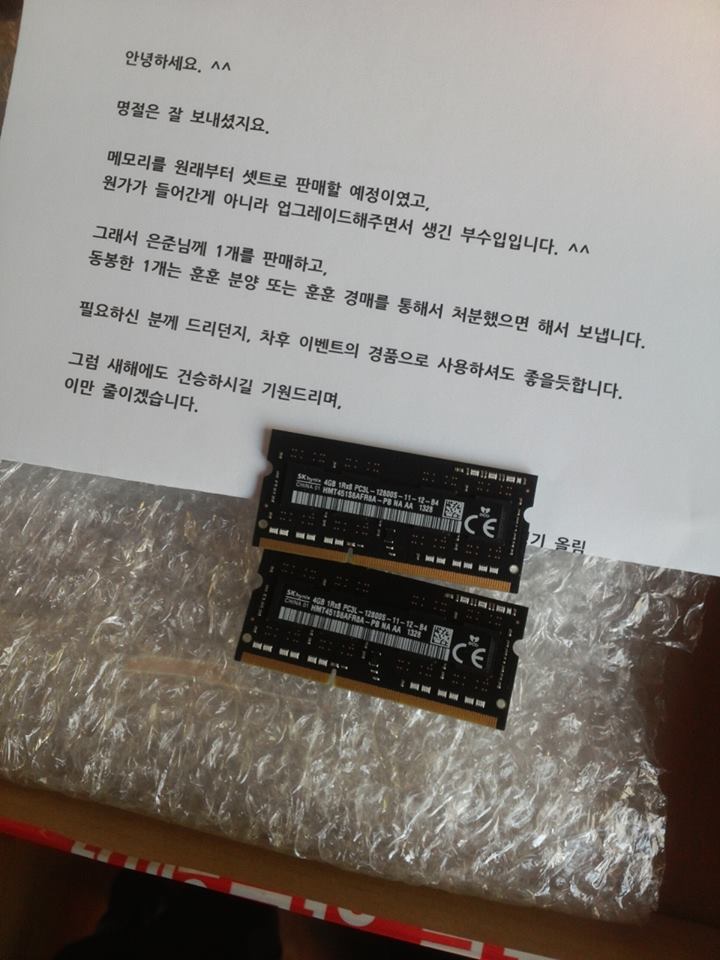 안녕하세요. ^^
명절은 잘 보내셨지요.
메모리를 원래부터 셋트로 판매할 예정이였고,
원가가 들어간게 아니라 업그레이드해주면서 생긴 부수입입니다. ^^
그래서 은준님께 1개를 판매하고,
동봉한 1개는 훈훈 분양 또는 훈훈 경매를 통해서 처분했으면 해서 보냅니다.
필요하신 분께 드리던지, 차후 이벤트의 경품으로 사용하셔도 좋을듯합니다.
그럼 새해에도 건승하시길 기원드리며,
이만 줄이겠습니다.
기 올림
SK hynix 4GB 1Rx8 PC3L-12800S-11-12-B4
CHINA 01 HMT451S6AFR8A-PB NA AA 1328
CE
SK hynix 4GB 1Rx8 PC3L-12800S-11-12-B4
CHINA 01 HMT451S6AFR8A-PB NA AA 1328
CE